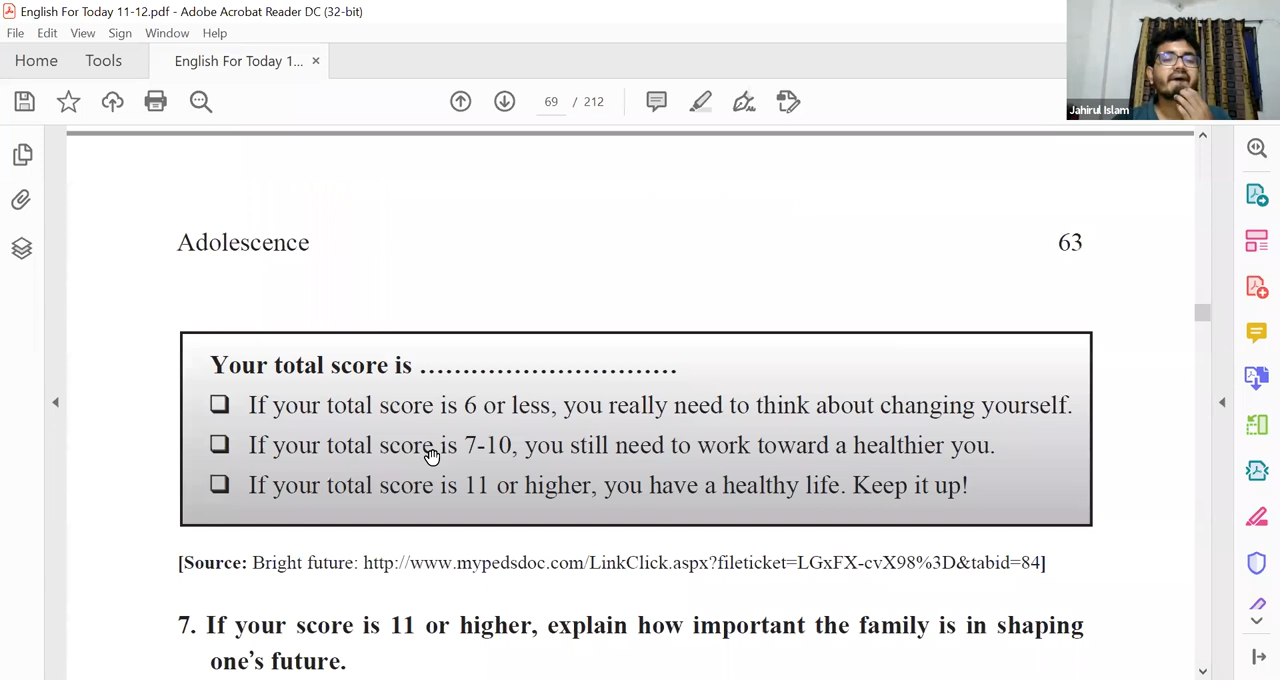 English For Today 11-12.pdf - Adobe Acrobat Reader DC (32-bit)
File Edit View Sign Window Help
Home Tools English For Today 1... ×
69 / 212
Jahirul Islam
Adolescence 63
Your total score is ..............................
❑ If your total score is 6 or less, you really need to think about changing yourself.
❑ If your total score is 7-10, you still need to work toward a healthier you.
❑ If your total score is 11 or higher, you have a healthy life. Keep it up!
[Source: Bright future: http://www.mypedsdoc.com/LinkClick.aspx?fileticket=LGxFX-cvX98%3D&tabid=84]
7. If your score is 11 or higher, explain how important the family is in shaping
one's future.